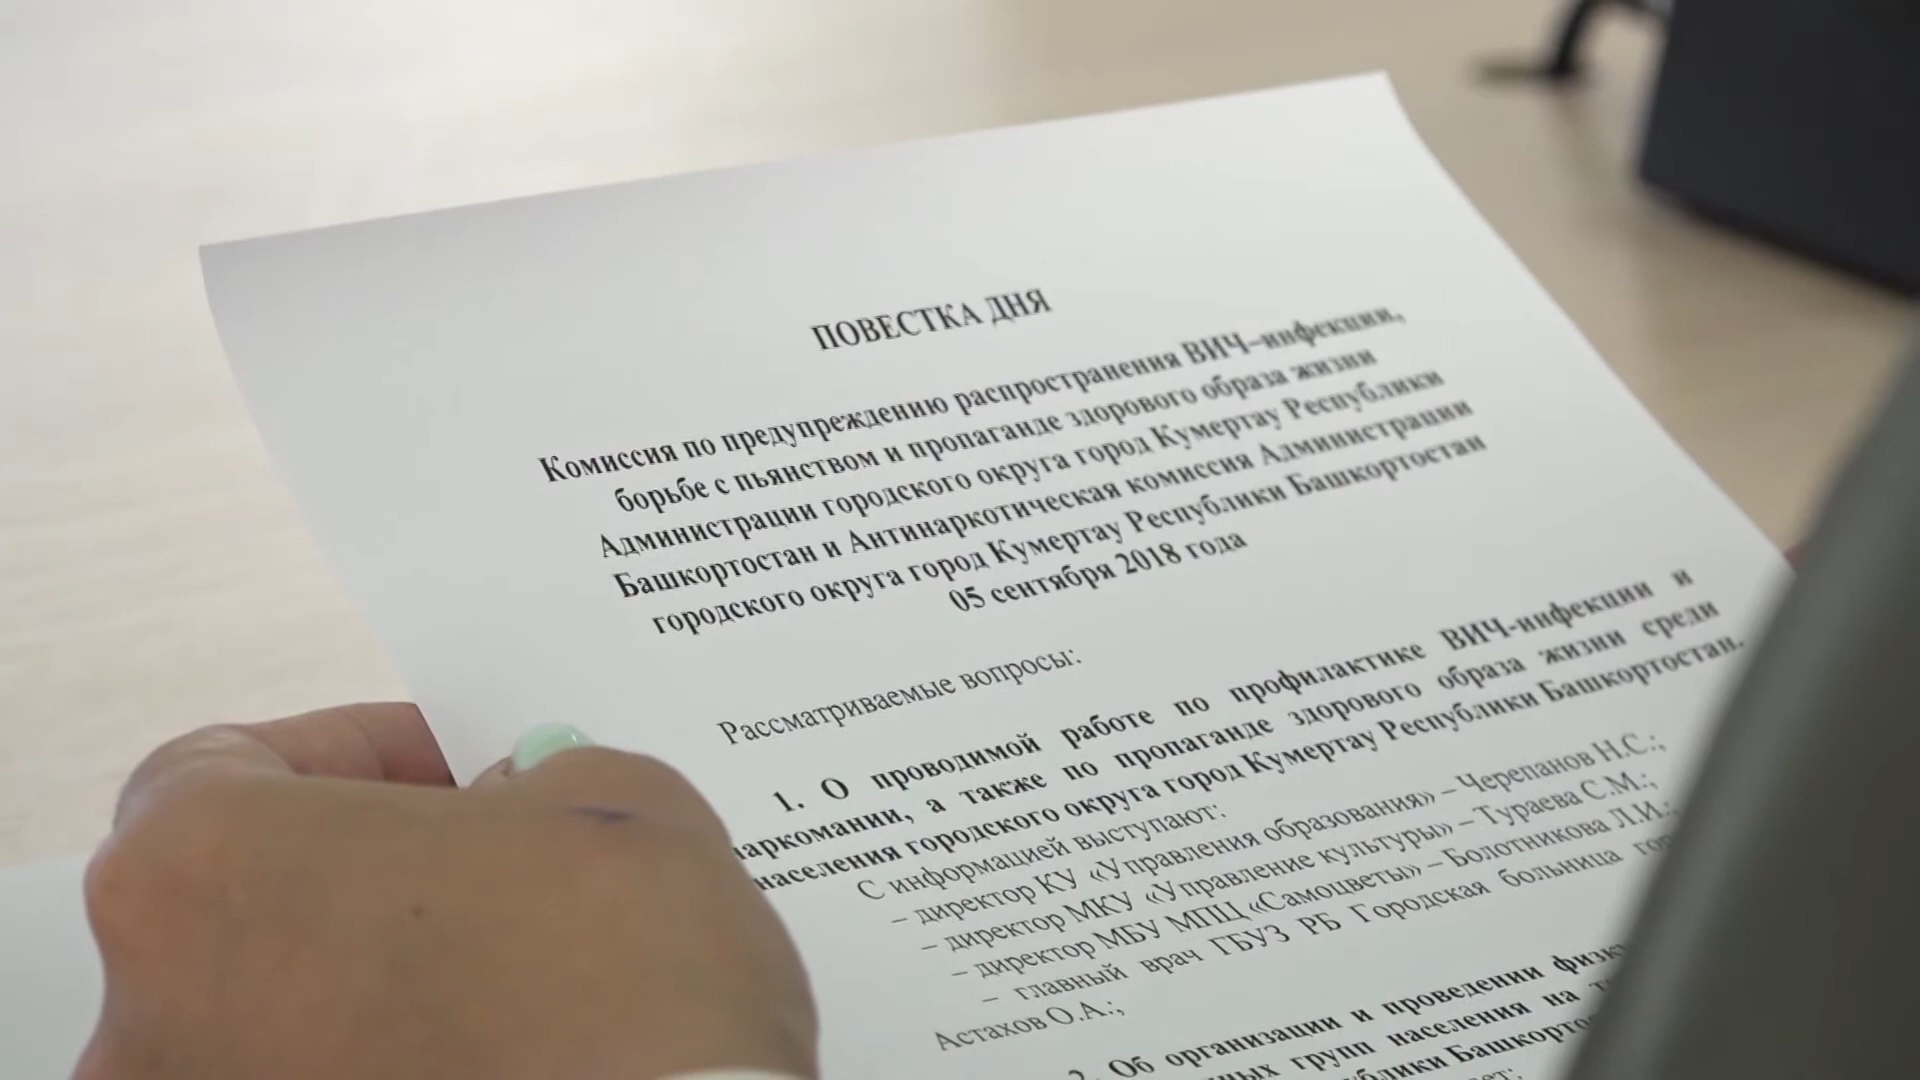 ПОВЕСТКА ДНЯ
Комиссия по предупреждению распространения ВИЧ–инфекции,
борьбе с пьянством и пропаганде здорового образа жизни
Администрации городского округа город Кумертау Республики
Башкортостан и Антинаркотическая комиссия Администрации
городского округа город Кумертау Республики Башкортостан
05 сентября 2018 года
Рассматриваемые вопросы:
1. О проводимой работе по профилактике ВИЧ-инфекции и
наркомании, а также по пропаганде здорового образа жизни среди
населения городского округа город Кумертау Республики Башкортостан.
С информацией выступают:
– директор КУ «Управления образования» – Черепанов Н.С.;
– директор МКУ «Управление культуры» – Тураева С.М.;
– директор МБУ МПЦ «Самоцветы» – Болотникова Л.И.;
– главный врач ГБУЗ РБ Городская больница
Астахов О.А.;
2. Об организации и проведении
групп населения на